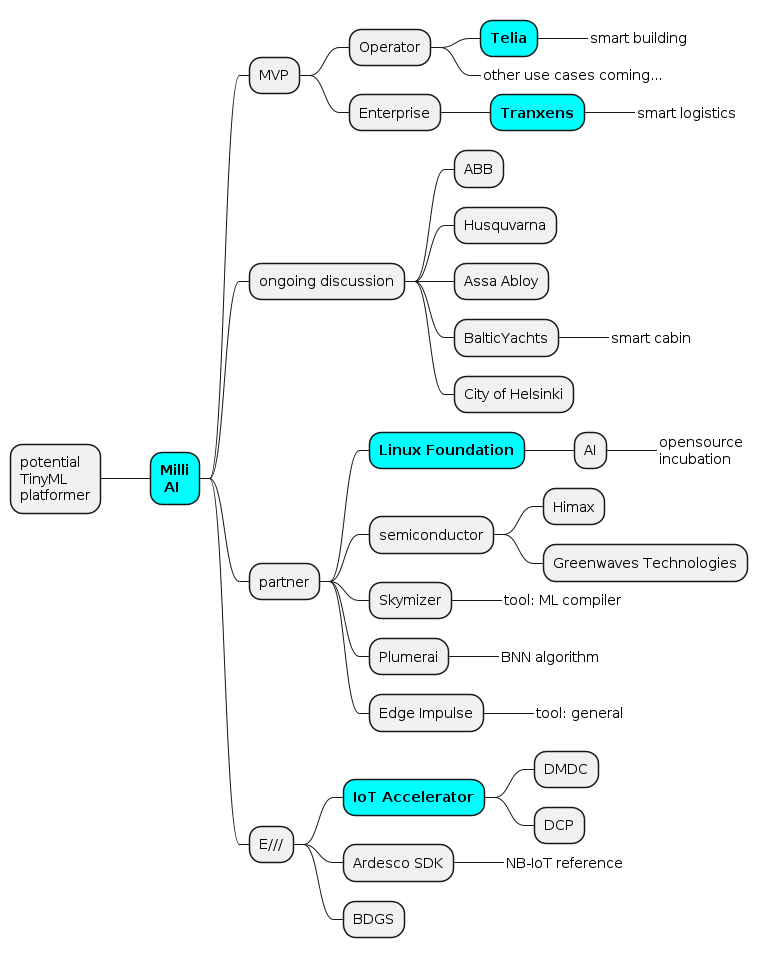 Telia
smart building
Operator
other use cases coming...
MVP
Enterprise
Tranxens
smart logistics
ABB
Husquvarna
ongoing discussion
Assa Abloy
BalticYachts
smart cabin
City of Helsinki
potential
TinyML
platformer
Milli
AI
Linux Foundation
AI
opensource
incubation
Himax
semiconductor
Greenwaves Technologies
partner
Skymizer
tool: ML compiler
Plumerai
BNN algorithm
Edge Impulse
tool: general
DMDC
IoT Accelerator
DCP
E///
Ardesco SDK
NB-IoT reference
BDGS